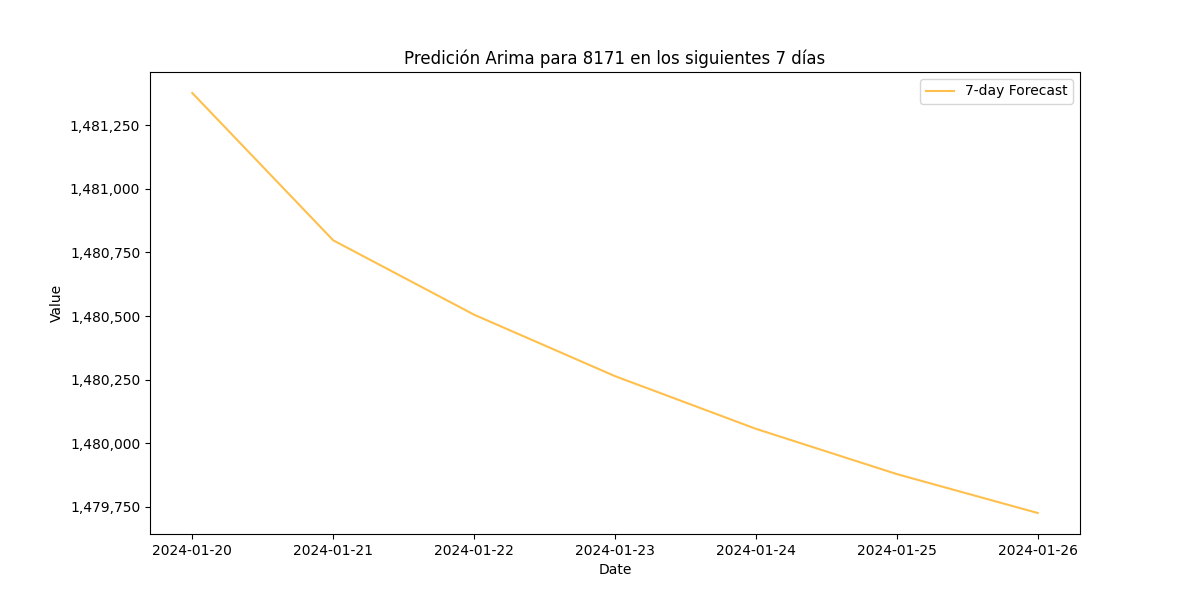 Predición Arima para 8171 en los siguientes 7 días
7-day Forecast
1,481,250
1,481,000
1,480,750
1,480,500
1,480,250
1,480,000
1,479,750
Value
2024-01-20 2024-01-21 2024-01-22 2024-01-23 2024-01-24 2024-01-25 2024-01-26
Date